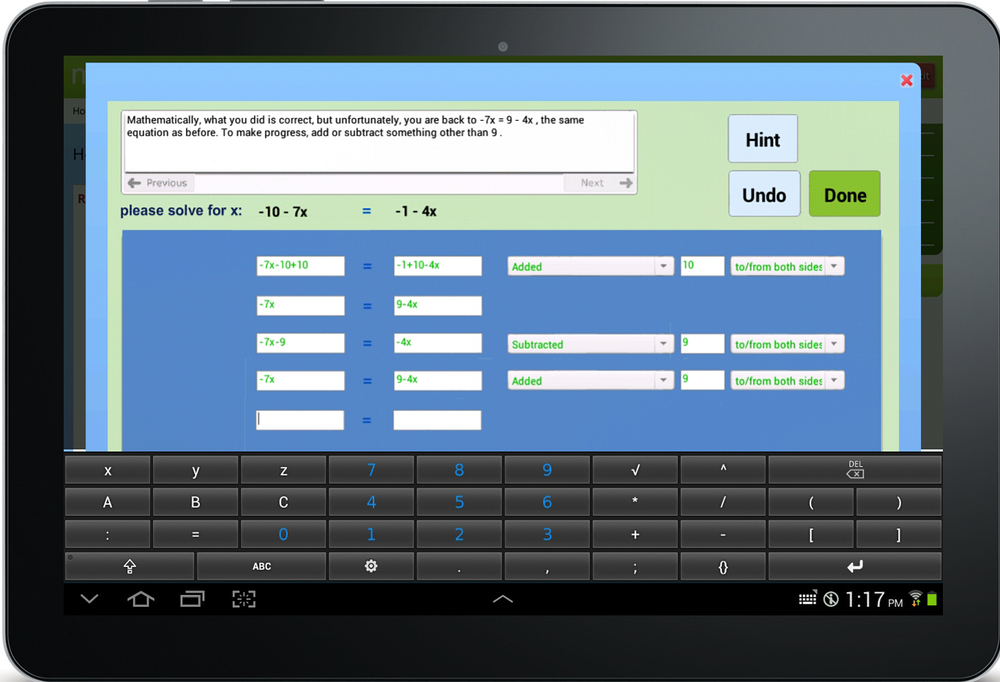 it
Ho
Mathematically, what you did is correct, but unfortunately, you are back to -7x = 9 - 4x , the same
equation as before. To make progress, add or subtract something other than 9 .
Hint
Previous
Next
Undo
Done
please solve for x: -10 - 7x = -1 - 4x
-7x-10+10 = -1+10-4x Added 10 to/from both sides
-7x = 9-4x
-7x-9 = -4x Subtracted 9 to/from both sides
-7x = 9-4x Added 9 to/from both sides
=
x y z 7 8 9 √ ^ DEL
A B C 4 5 6 * / ( )
: = 0 1 2 3 + - [ ]
ABC . , ; {}
1:17 PM